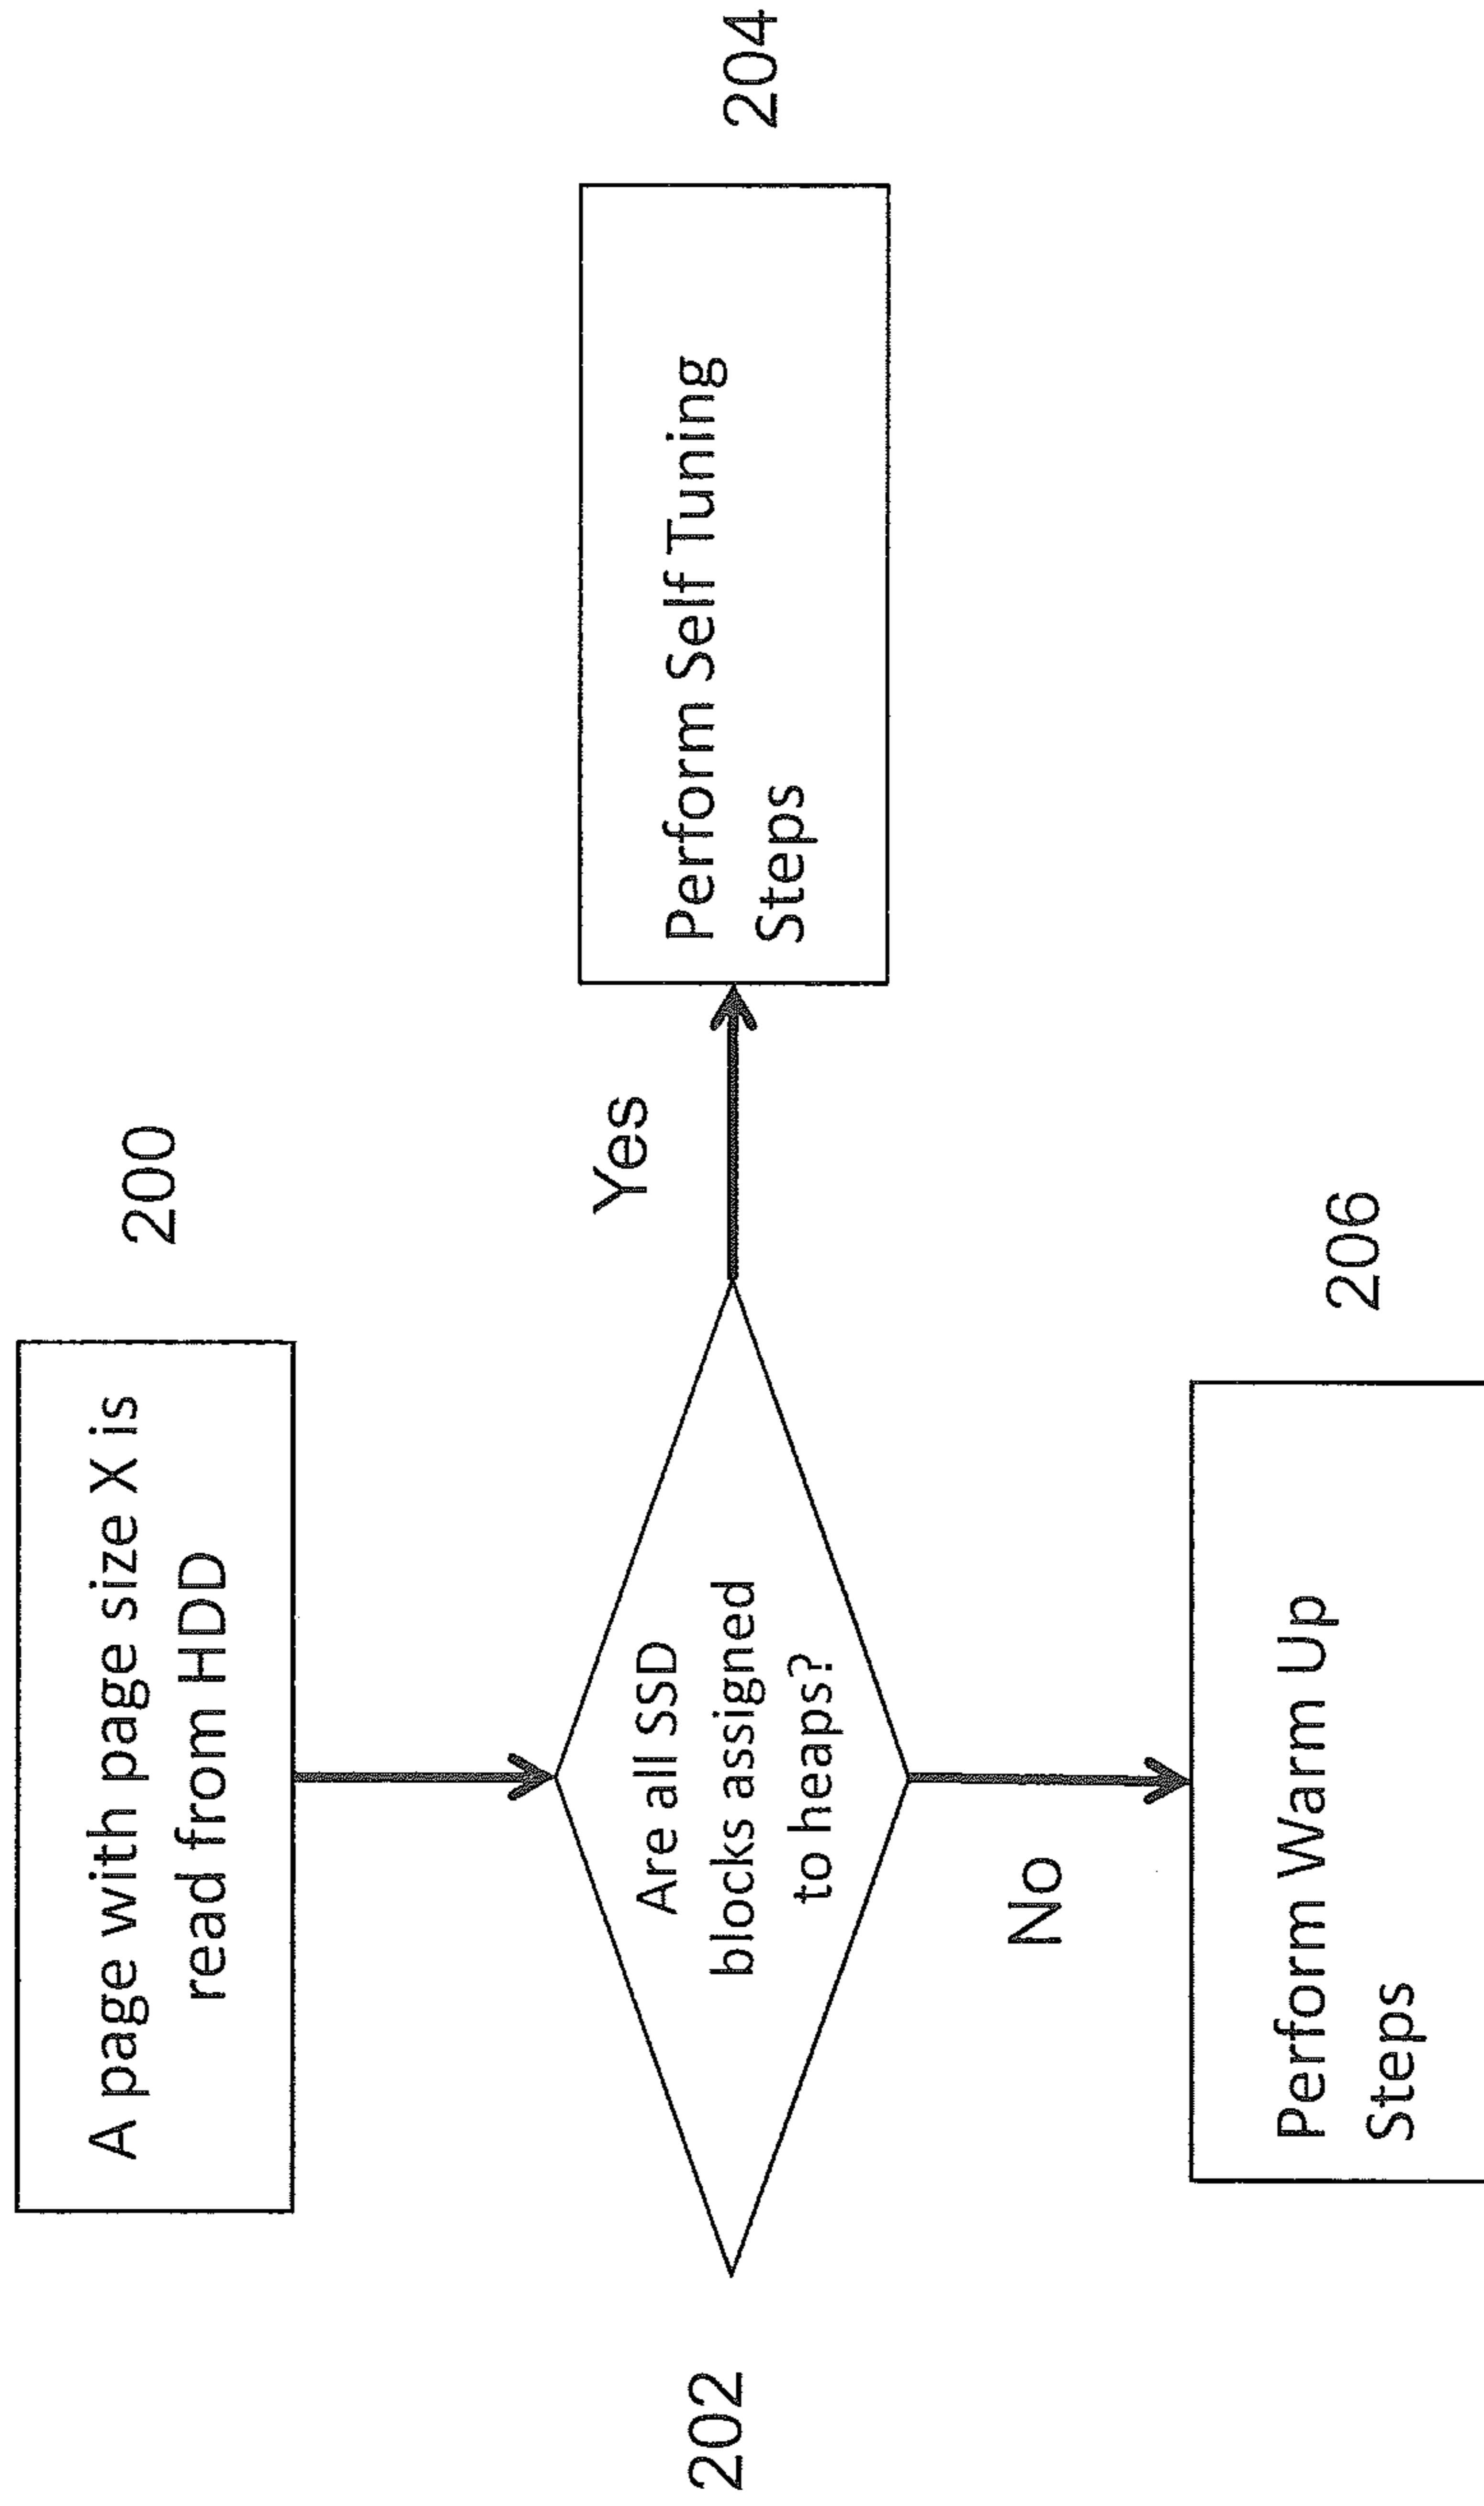 A page with page size X is
read from HDD
200
Are all SSD
blocks assigned
to heaps?
202
Yes
Perform Self Tuning
Steps
204
No
Perform Warm Up
Steps
206